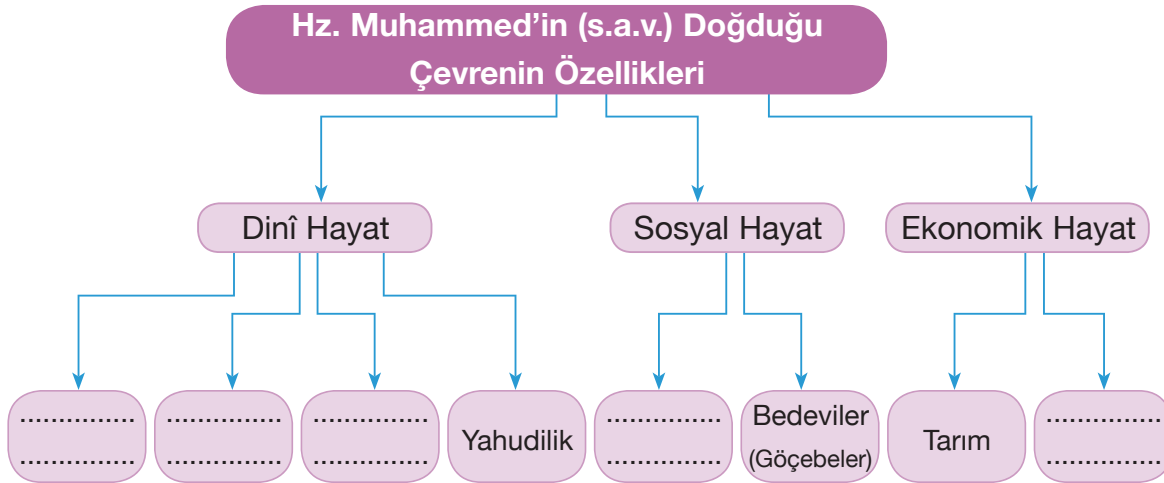 Hz. Muhammed’in (s.a.v.) Doğduğu
Çevrenin Özellikleri
Dinî Hayat
Sosyal Hayat
Ekonomik Hayat
...............
...............
...............
...............
...............
...............
Yahudilik
...............
...............
Bedeviler
(Göçebeler)
Tarım
...............
...............